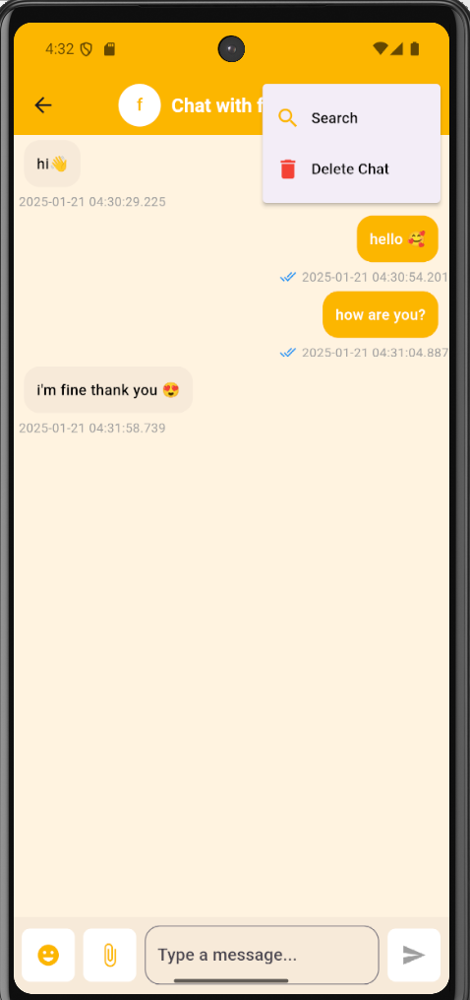 4:32
f
Chat with f
Search
Delete Chat
hi👋
2025-01-21 04:30:29.225
hello 🥰
2025-01-21 04:30:54.201
how are you?
2025-01-21 04:31:04.887
i'm fine thank you 😍
2025-01-21 04:31:58.739
Type a message...